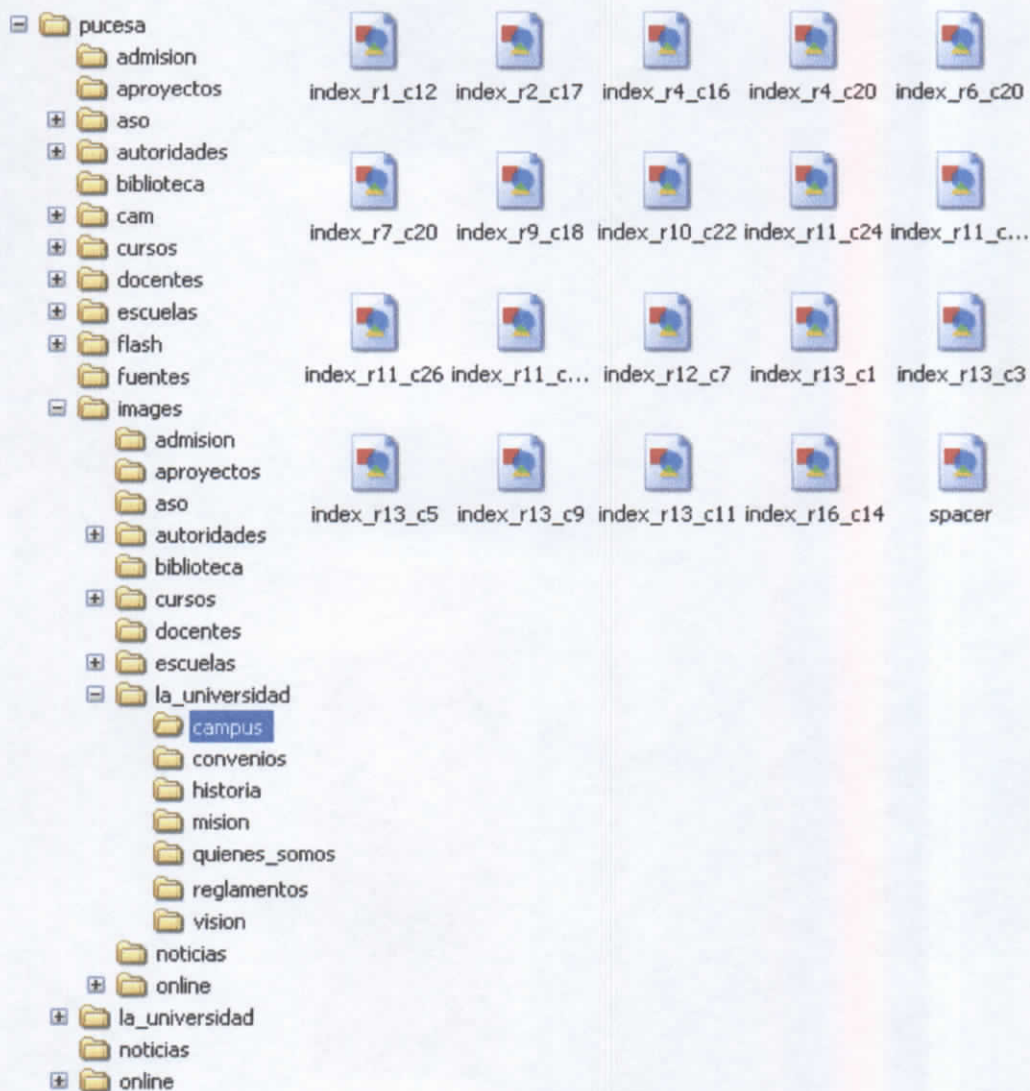 pucesa
admision
aproyectos
aso
autoridades
biblioteca
cam
cursos
docentes
escuelas
flash
fuentes
images
admision
aproyectos
aso
autoridades
biblioteca
cursos
docentes
escuelas
la_universidad
campus
convenios
historia
mision
quienes_somos
reglamentos
vision
noticias
online
la_universidad
noticias
online
index_r1_c12 index_r2_c17 index_r4_c16 index_r4_c20 index_r6_c20
index_r7_c20 index_r9_c18 index_r10_c22 index_r11_c24 index_r11_c...
index_r11_c26 index_r11_c... index_r12_c7 index_r13_c1 index_r13_c3
index_r13_c5 index_r13_c9 index_r13_c11 index_r16_c14 spacer